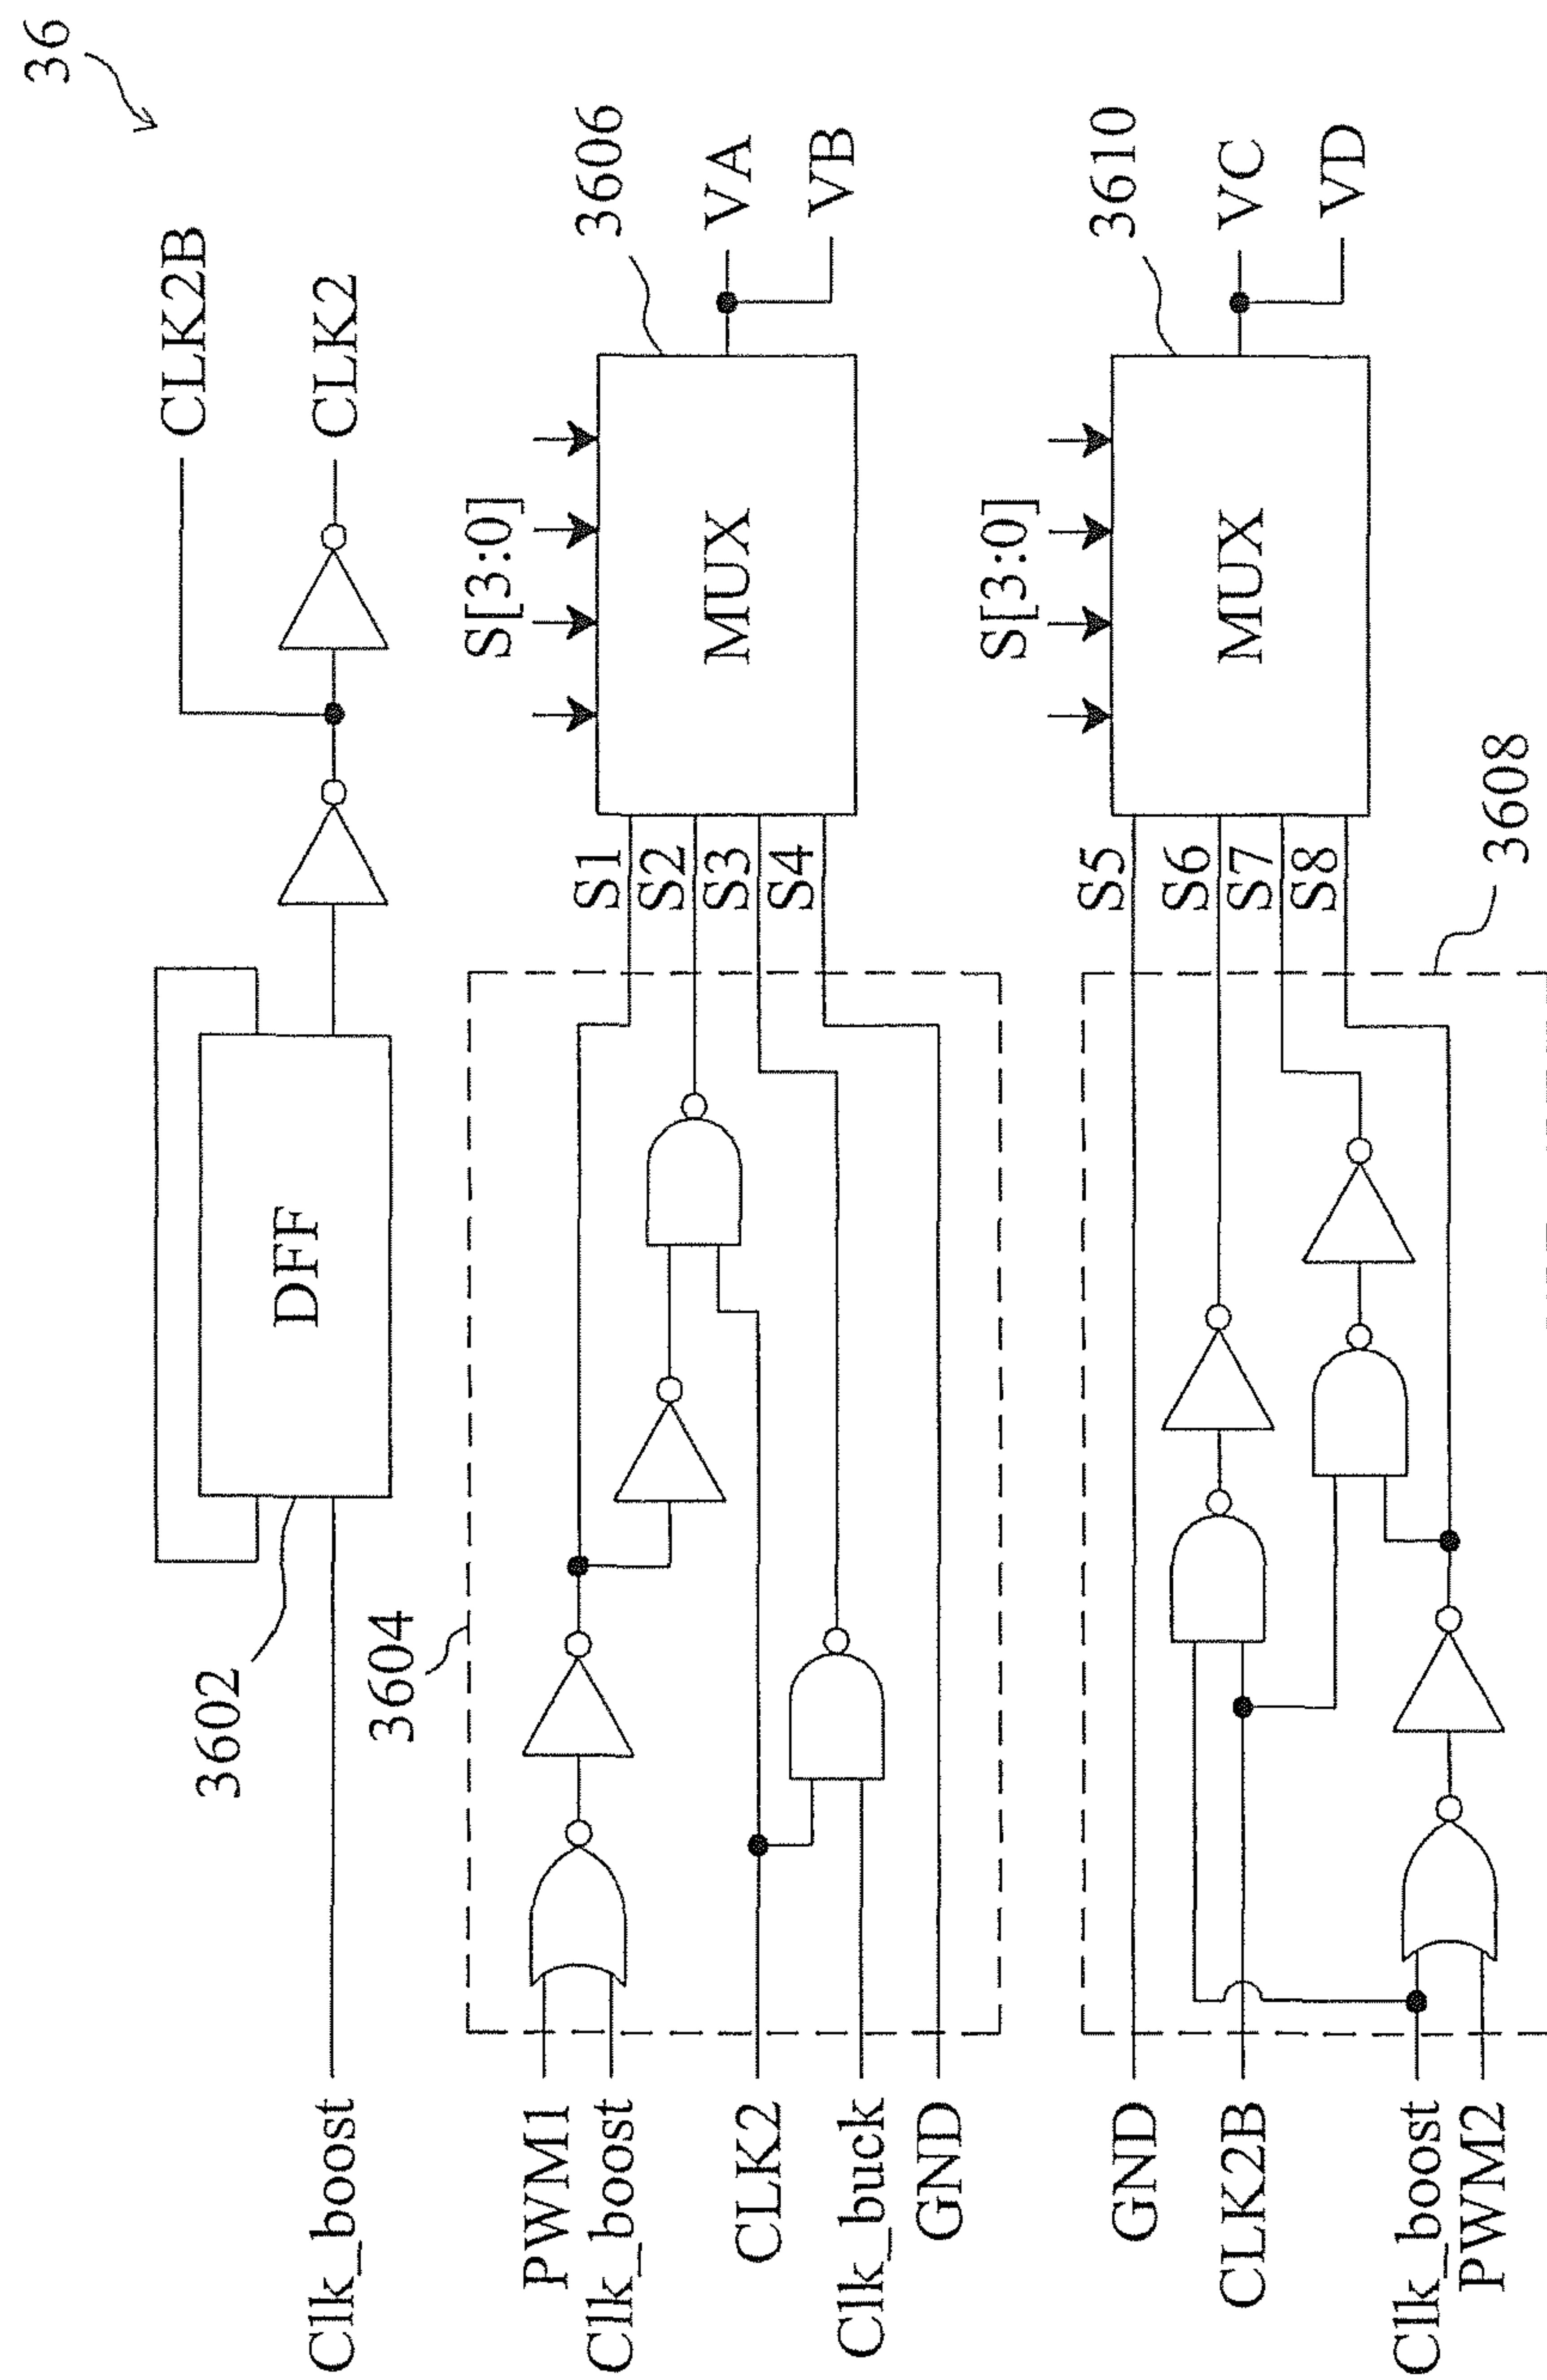 36
CLK2B
CLK2
DFF
3602
Clk_boost
3604
3606
S[3:0]
MUX
VA
VB
S1
S2
S3
S4
PWM1
Clk_boost
CLK2
Clk_buck
GND
3610
S[3:0]
MUX
VC
VD
S5
S6
S7
S8
3608
GND
CLK2B
Clk_boost
PWM2